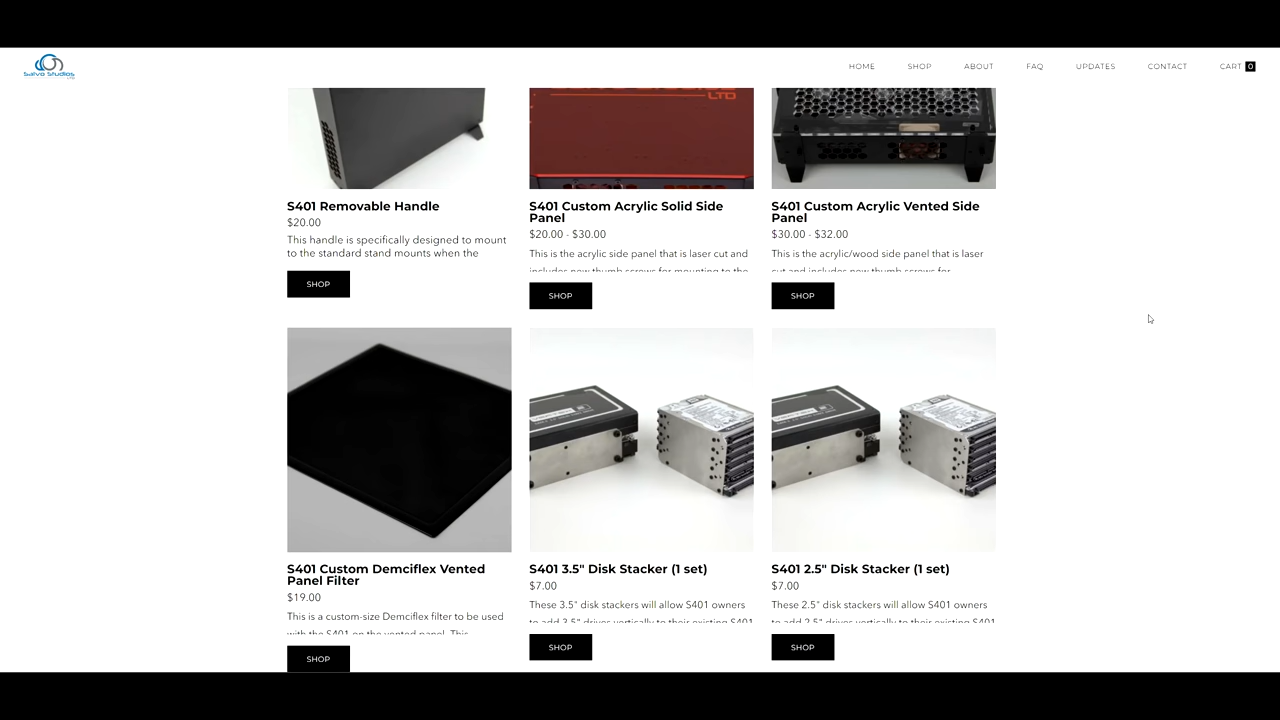 Salvo Studios
LTD
HOME SHOP ABOUT FAQ UPDATES CONTACT CART 0
LTD
S401 Removable Handle
$20.00
This handle is specifically designed to mount
to the standard stand mounts when the
SHOP
S401 Custom Acrylic Solid Side
Panel
$20.00 - $30.00
This is the acrylic side panel that is laser cut and
includes new thumb screws for mounting to the
SHOP
S401 Custom Acrylic Vented Side
Panel
$30.00 - $32.00
This is the acrylic/wood side panel that is laser
cut and includes new thumb screws for
SHOP
S401 Custom Demciflex Vented
Panel Filter
$19.00
This is a custom-size Demciflex filter to be used
with the S401 on the vented panel. This
SHOP
S401 3.5" Disk Stacker (1 set)
$7.00
These 3.5" disk stackers will allow S401 owners
to add 3.5" drives vertically to their existing S401
SHOP
S401 2.5" Disk Stacker (1 set)
$7.00
These 2.5" disk stackers will allow S401 owners
to add 2.5" drives vertically to their existing S401
SHOP